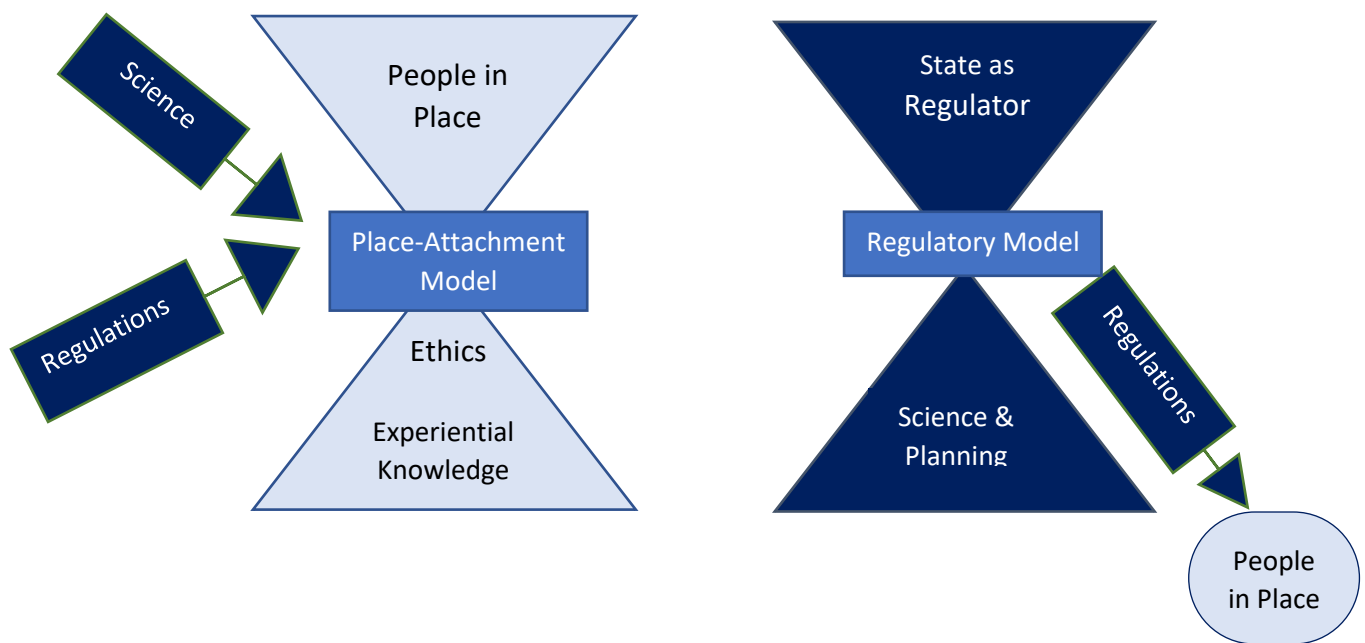 Science
Regulations
People in
Place
Place-Attachment
Model
Ethics
Experiential
Knowledge
State as
Regulator
Regulatory Model
Science &
Planning
Regulations
People
in Place